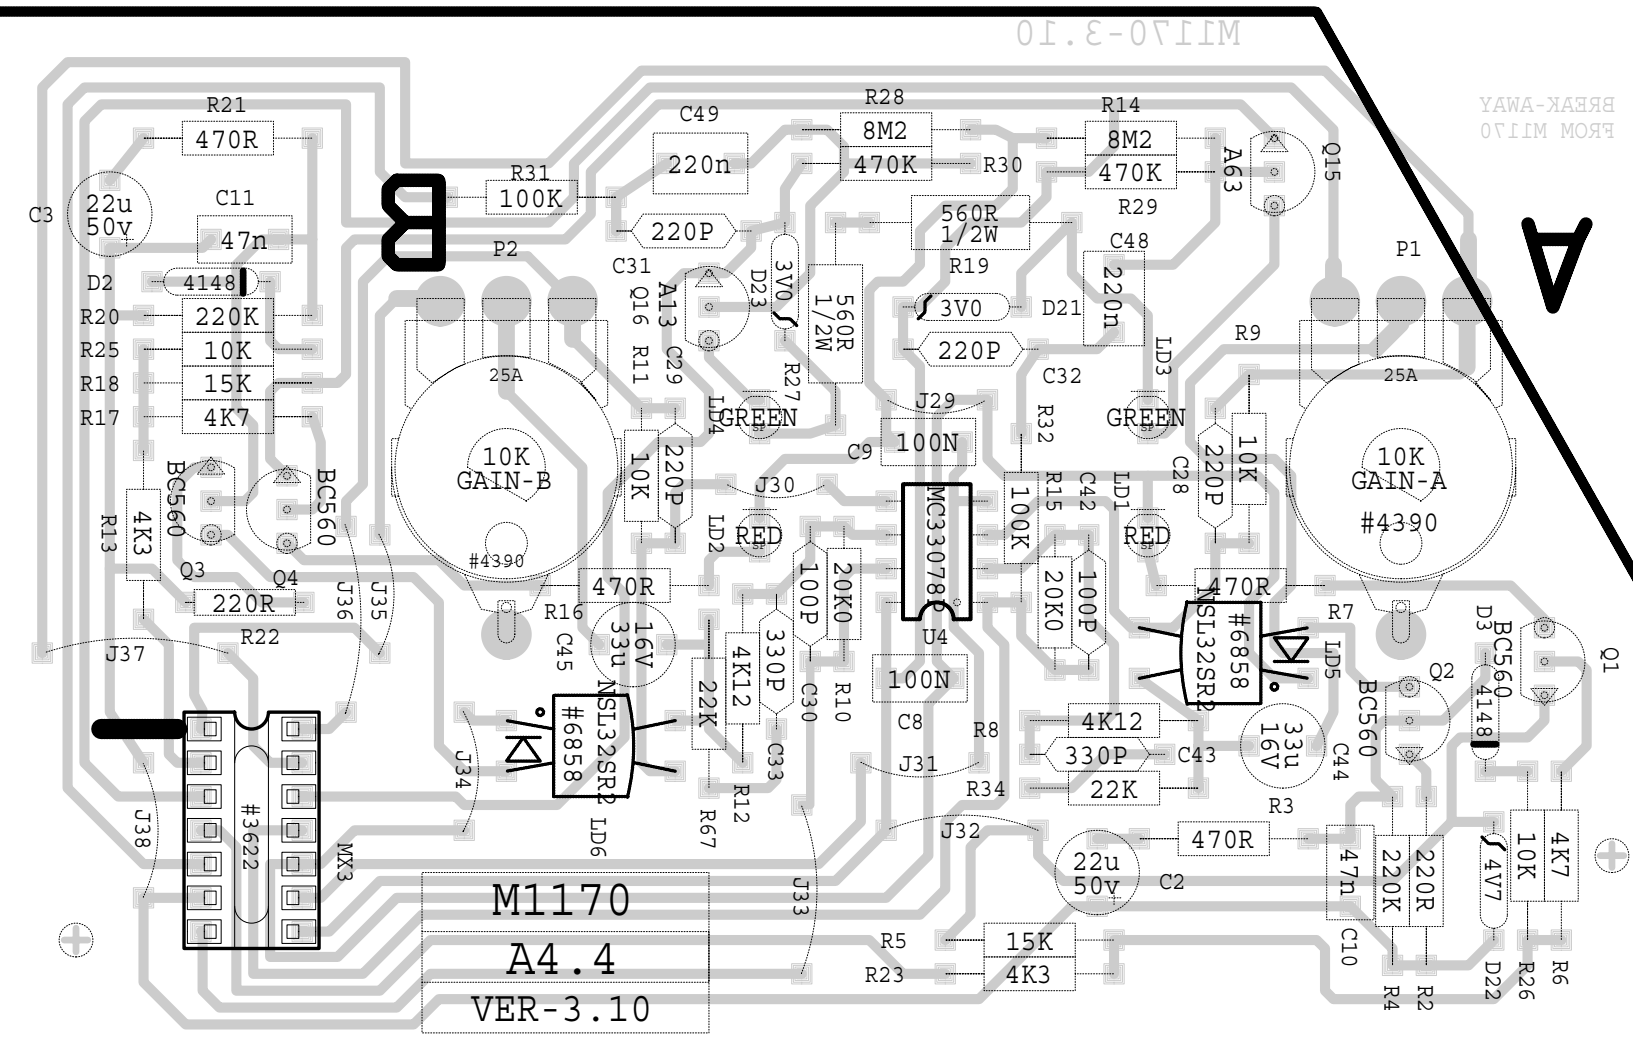 M1170-3.10
BREAK-AWAY
FROM M1170
R21
470R
C3
22u
50v
C11
47n
D2
4148
R20
220K
R25
10K
R18
15K
R17
4K7
B
R31
100K
C49
220n
220P
C31
P2
R28
8M2
470K
R30
R14
8M2
470K
R29
A63
Q15
560R
1/2W
R19
3V0
D21
220P
C32
C48
220n
P1
A
Q16
A13
D23
3V0
560R
1/2W
R27
R11
C29
LD4
GREEN
LD3
GREEN
R9
25A
10K
GAIN-B
#4390
25A
10K
GAIN-A
#4390
10K
220P
J29
100N
C9
J30
R32
100K
R15
C42
LD1
RED
C28
220P
10K
MC33078P
U4
LD2
RED
BC560
BC560
R13
4K3
Q3
Q4
220R
R22
J36
J35
J37
470R
R16
C45
16V
33u
100P
20K0
C30
R10
22K
4K12
330P
C33
R12
R67
20K0
100P
470R
R7
NSL32SR2
#6858
LD5
D3
BC560
Q1
4148
Q2
BC560
100N
C8
R8
4K12
330P
C43
22K
R34
33u
16V
C44
R3
470R
J34
#6858
NSL32SR2
LD6
J31
J32
J33
J38
#3622
MX3
22u
50v
C2
47n
C10
220K
220R
R4
R2
4V7
D22
10K
R26
4K7
R6
M1170
A4.4
VER-3.10
R5
15K
R23
4K3